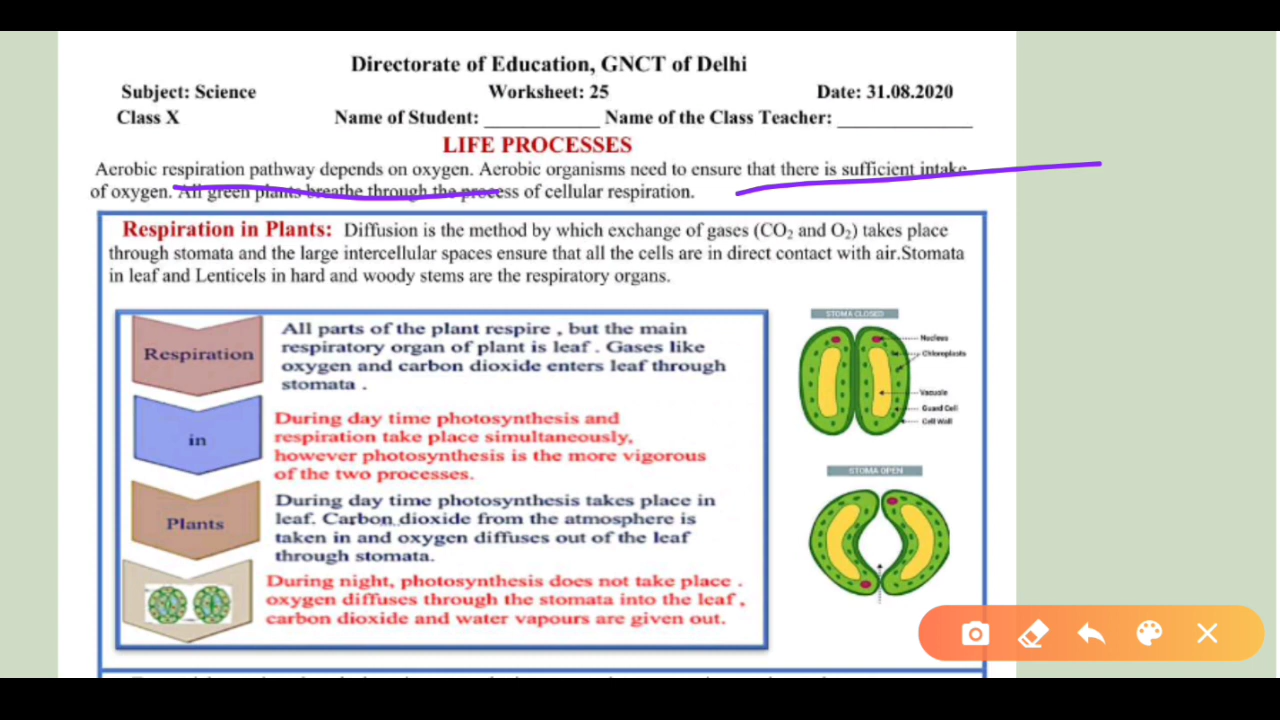 Directorate of Education, GNCT of Delhi
Subject: Science Worksheet: 25 Date: 31.08.2020
Class X Name of Student: ___________ Name of the Class Teacher: _____________
LIFE PROCESSES
Aerobic respiration pathway depends on oxygen. Aerobic organisms need to ensure that there is sufficient intake
of oxygen. All green plants breathe through the process of cellular respiration.
Respiration in Plants: Diffusion is the method by which exchange of gases (CO₂ and O₂) takes place
through stomata and the large intercellular spaces ensure that all the cells are in direct contact with air.Stomata
in leaf and Lenticels in hard and woody stems are the respiratory organs.
Respiration
All parts of the plant respire , but the main
respiratory organ of plant is leaf . Gases like
oxygen and carbon dioxide enters leaf through
stomata .
in
During day time photosynthesis and
respiration take place simultaneously,
however photosynthesis is the more vigorous
of the two processes.
Plants
During day time photosynthesis takes place in
leaf. Carbon dioxide from the atmosphere is
taken in and oxygen diffuses out of the leaf
through stomata.
During night, photosynthesis does not take place .
oxygen diffuses through the stomata into the leaf ,
carbon dioxide and water vapours are given out.
STOMA CLOSED
Nucleus
Chloroplasts
Vacuole
Guard Cell
Cell Wall
STOMA OPEN